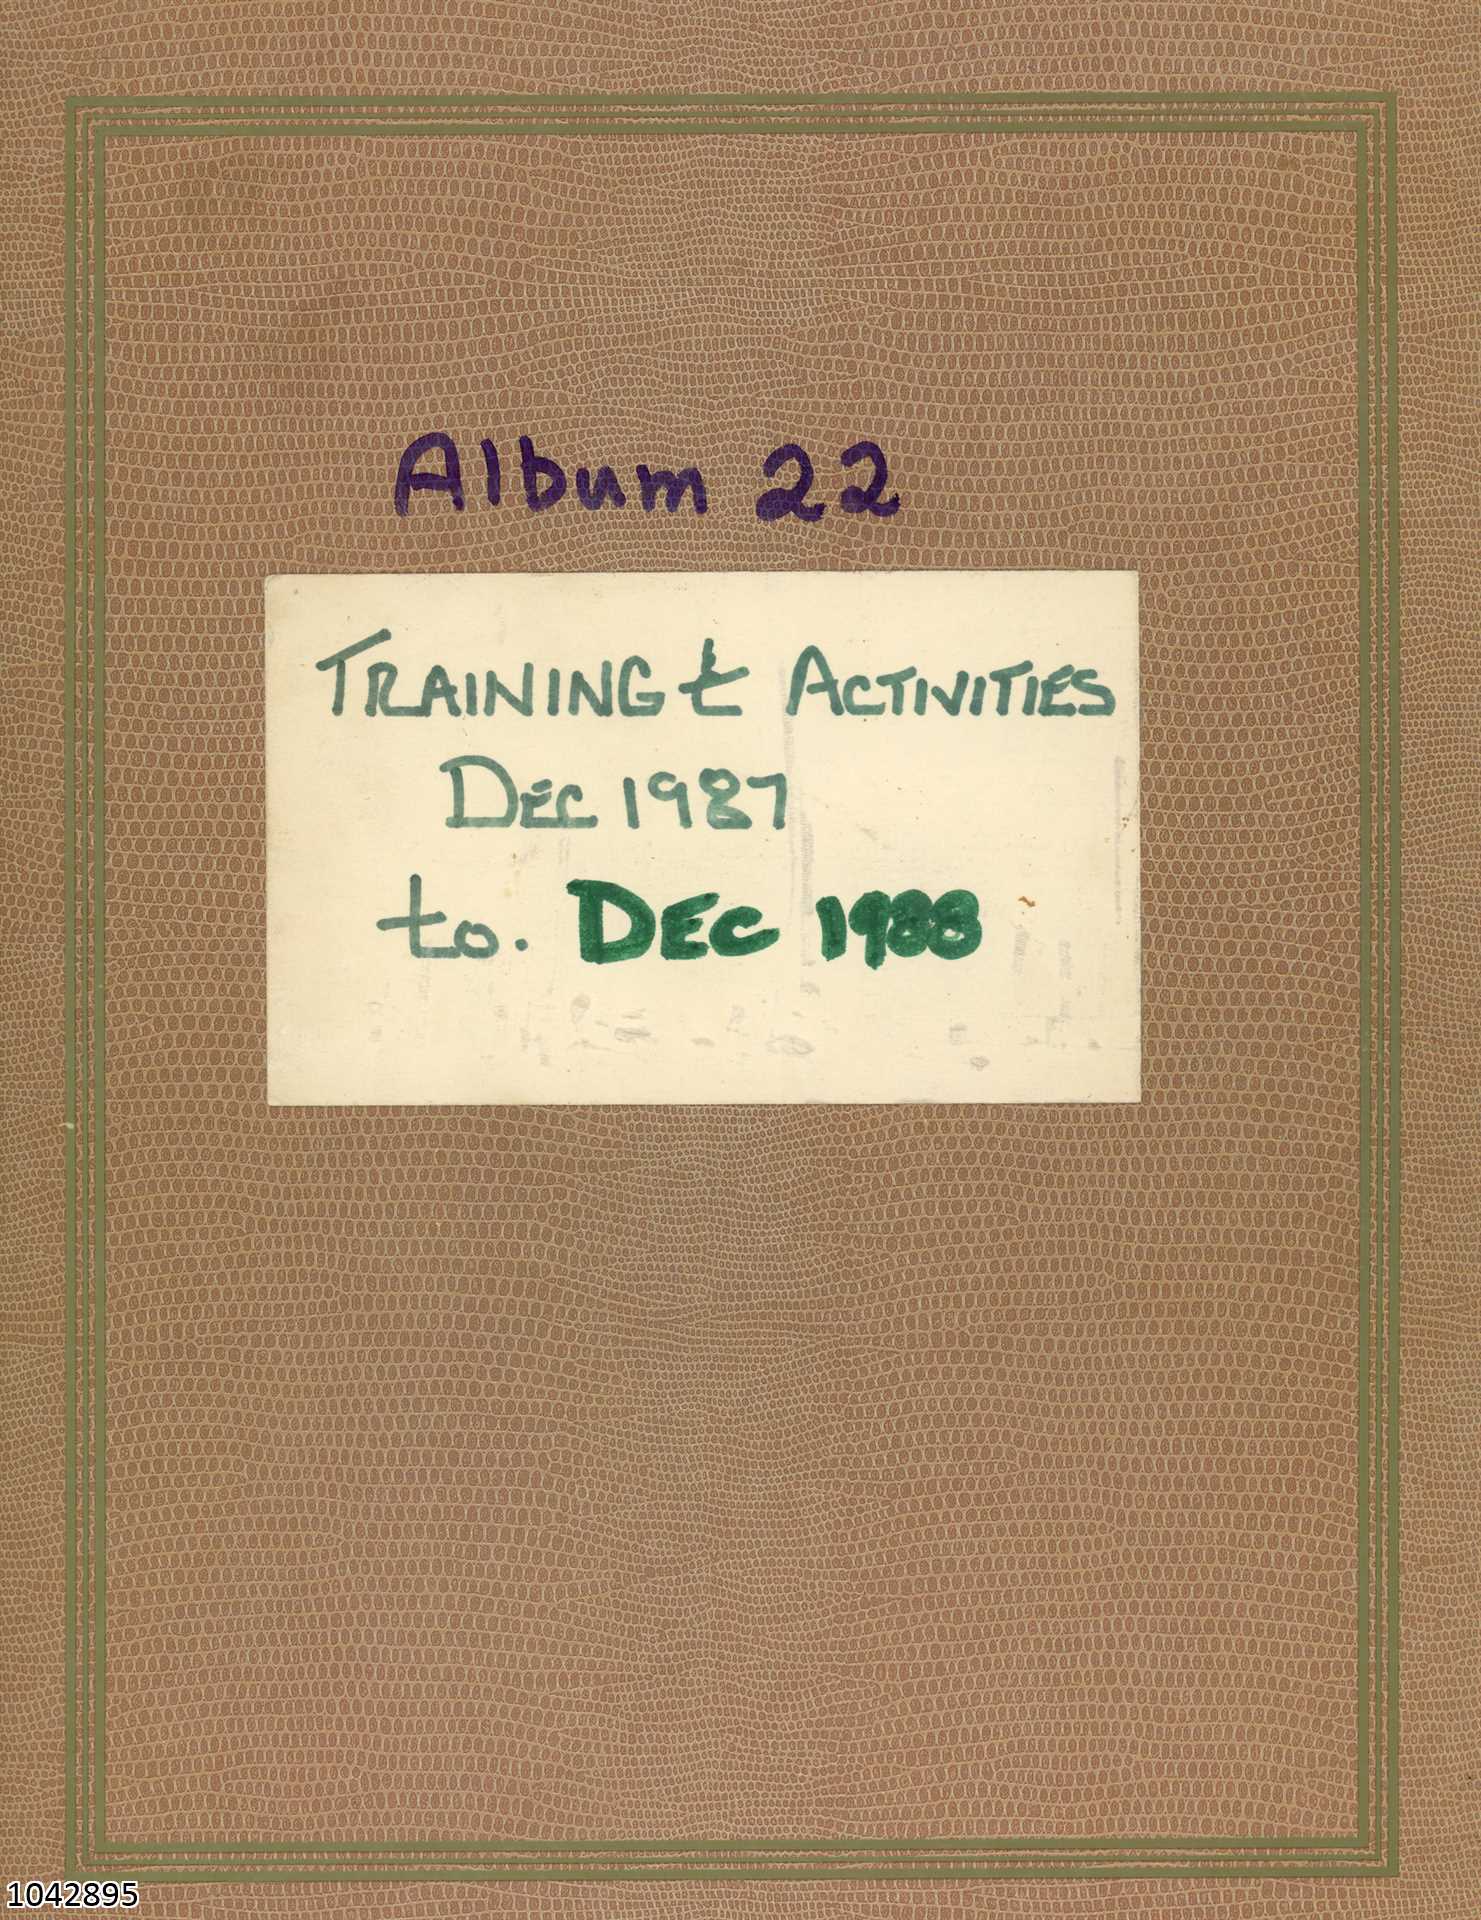 Album 22
TRAINING & ACTIVITIES
DEC 1987
to. DEC 1988
1042895